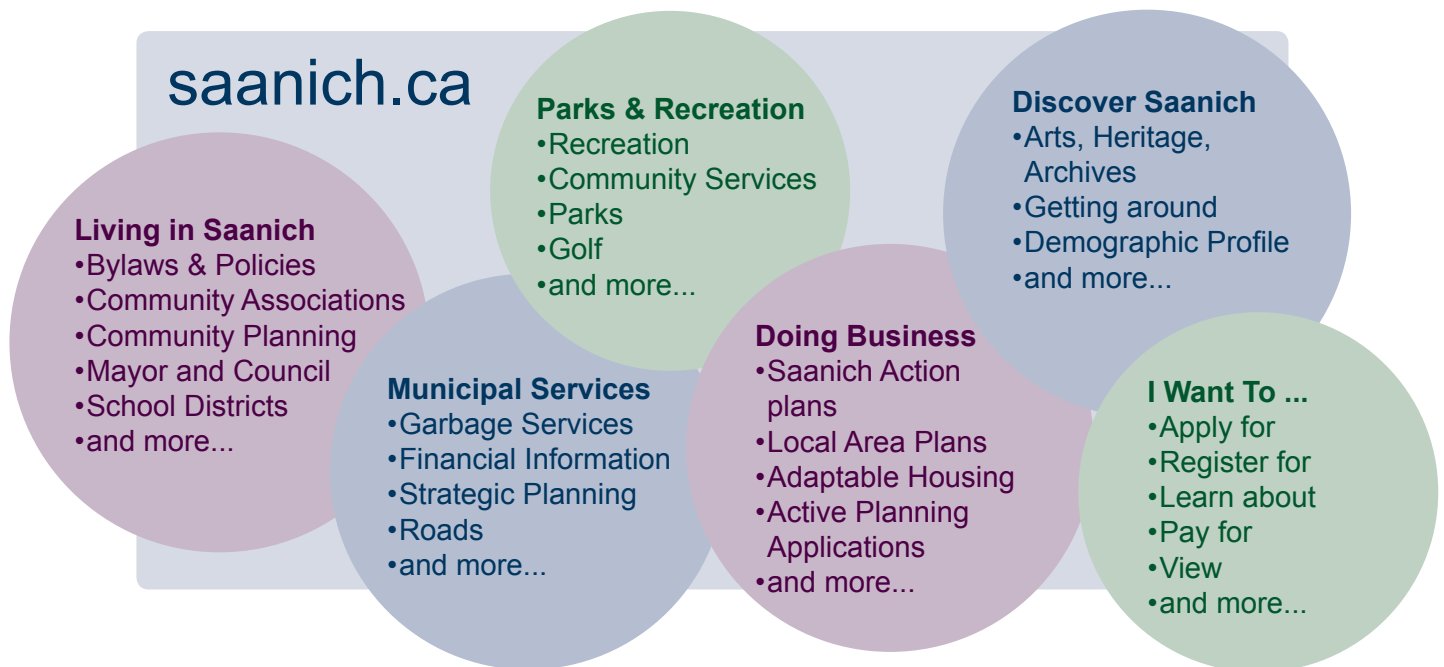 saanich.ca
Living in Saanich
•Bylaws & Policies
•Community Associations
•Community Planning
•Mayor and Council
•School Districts
•and more...
Municipal Services
•Garbage Services
•Financial Information
•Strategic Planning
•Roads
•and more...
Parks & Recreation
•Recreation
•Community Services
•Parks
•Golf
•and more...
Doing Business
•Saanich Action
plans
•Local Area Plans
•Adaptable Housing
•Active Planning
Applications
•and more...
Discover Saanich
•Arts, Heritage,
Archives
•Getting around
•Demographic Profile
•and more...
I Want To ...
•Apply for
•Register for
•Learn about
•Pay for
•View
•and more...